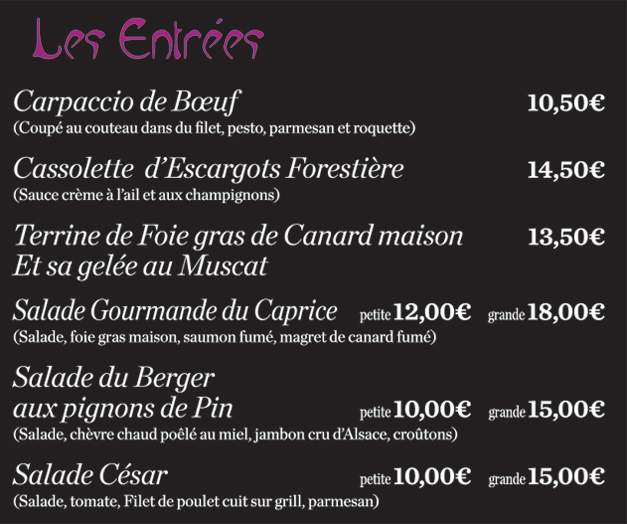 Les Entrées
Carpaccio de Bœuf 10,50€
(Coupé au couteau dans du filet, pesto, parmesan et roquette)
Cassolette d’Escargots Forestière 14,50€
(Sauce crème à l’ail et aux champignons)
Terrine de Foie gras de Canard maison 13,50€
Et sa gelée au Muscat
Salade Gourmande du Caprice petite 12,00€ grande 18,00€
(Salade, foie gras maison, saumon fumé, magret de canard fumé)
Salade du Berger
aux pignons de Pin petite 10,00€ grande 15,00€
(Salade, chèvre chaud poêlé au miel, jambon cru d’Alsace, croûtons)
Salade César petite 10,00€ grande 15,00€
(Salade, tomate, Filet de poulet cuit sur grill, parmesan)